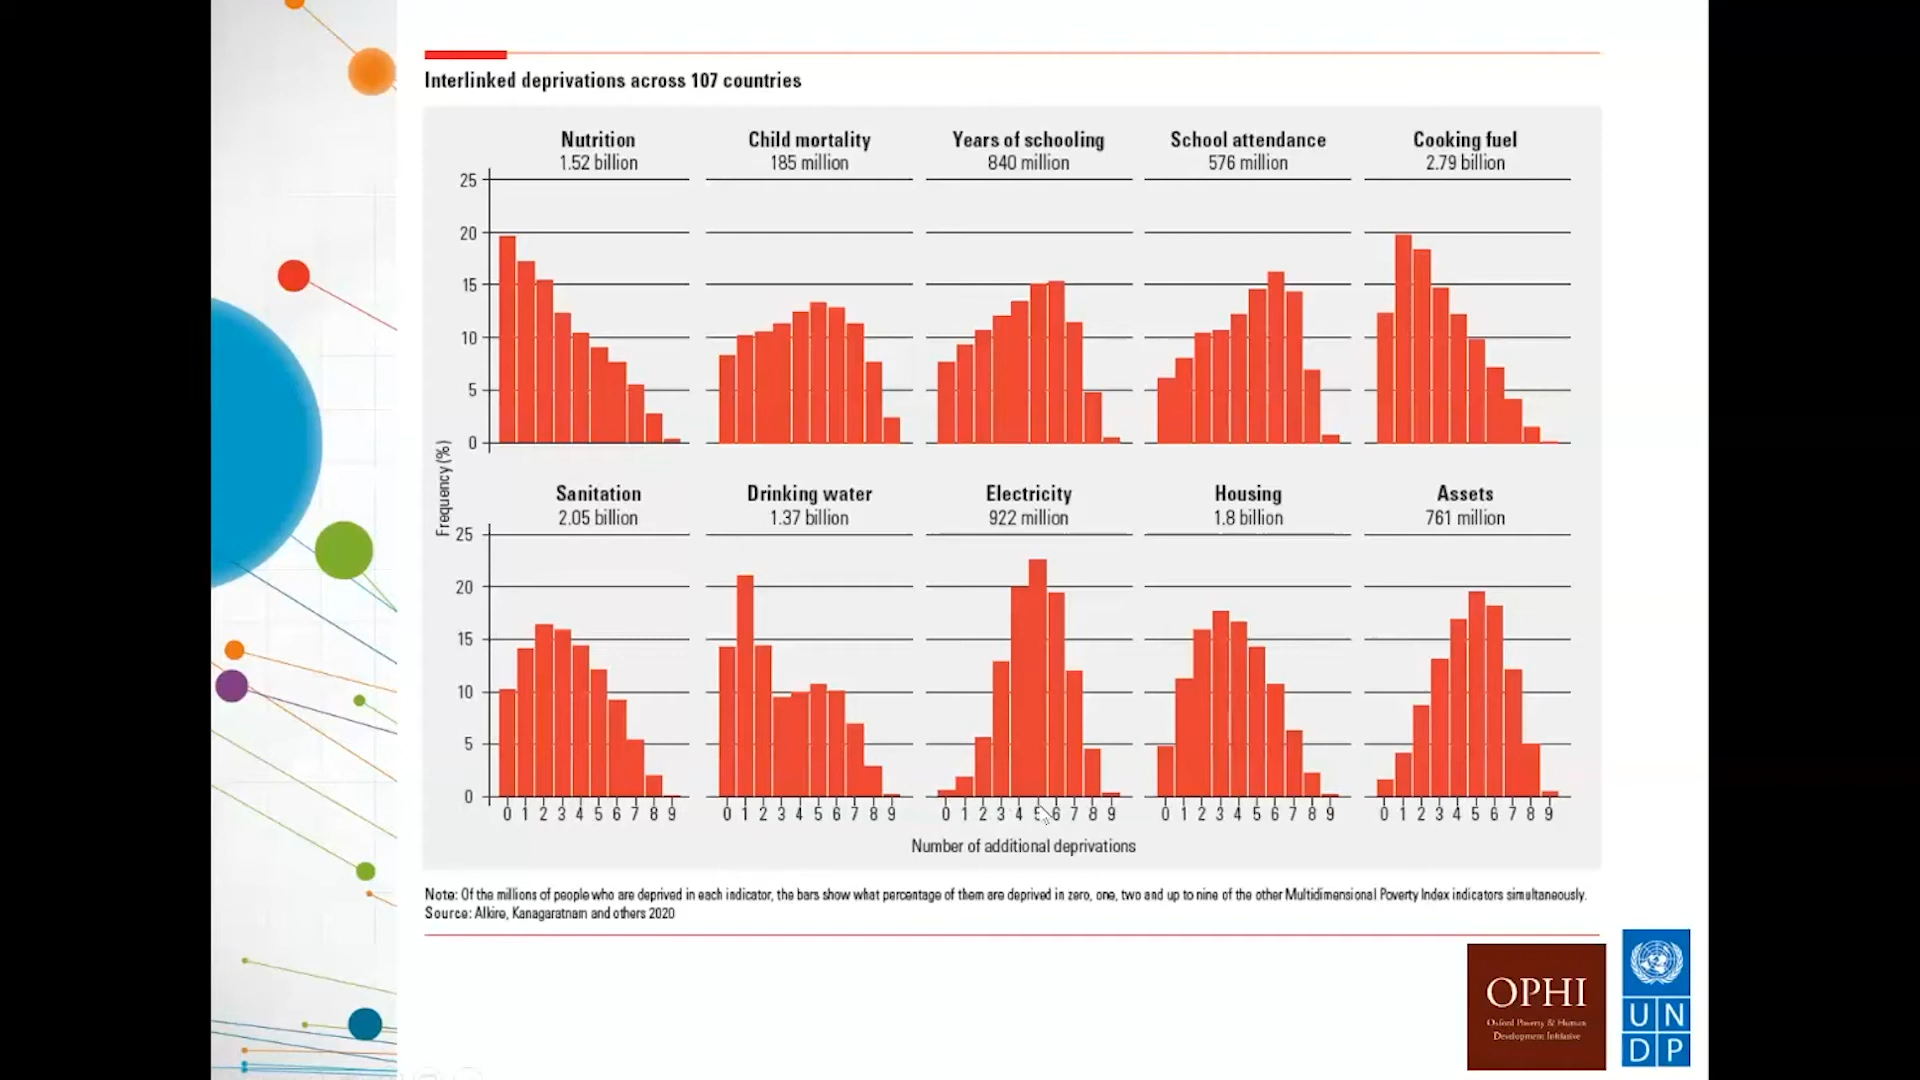 Interlinked deprivations across 107 countries
Nutrition
1.52 billion
Child mortality
185 million
Years of schooling
840 million
School attendance
576 million
Cooking fuel
2.79 billion
25
20
15
10
5
0
Frequency (%)
Sanitation
2.05 billion
Drinking water
1.37 billion
Electricity
922 million
Housing
1.8 billion
Assets
761 million
25
20
15
10
5
0
0 1 2 3 4 5 6 7 8 9
0 1 2 3 4 5 6 7 8 9
0 1 2 3 4 5 6 7 8 9
0 1 2 3 4 5 6 7 8 9
0 1 2 3 4 5 6 7 8 9
Number of additional deprivations
Note: Of the millions of people who are deprived in each indicator, the bars show what percentage of them are deprived in zero, one, two and up to nine of the other Multidimensional Poverty Index indicators simultaneously.
Source: Alkire, Kanagaratnam and others 2020
OPHI
Oxford Poverty & Human
Development Initiative
U N
D P